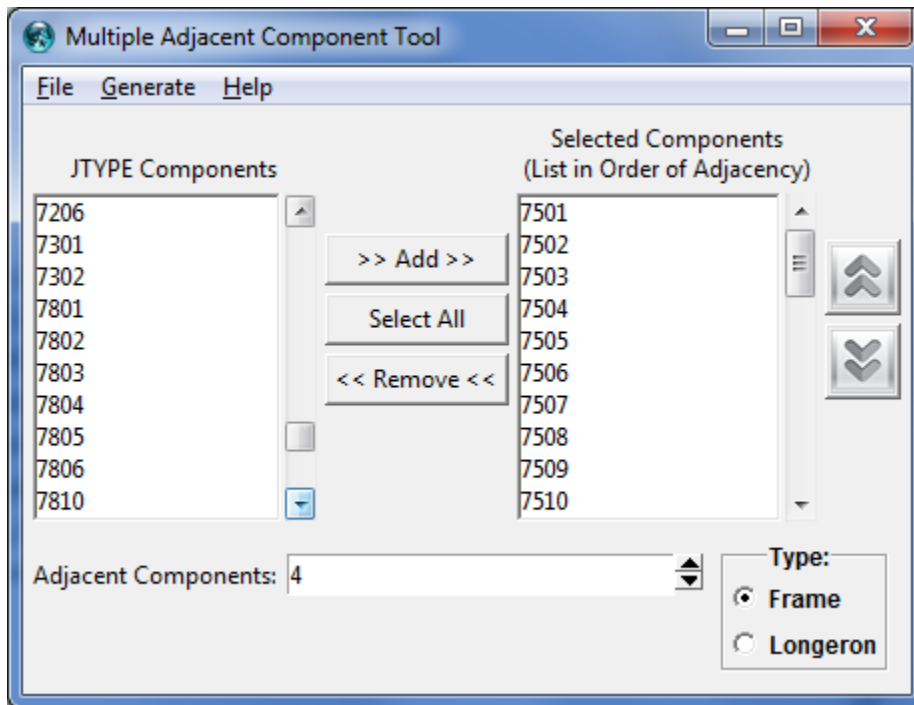 Multiple Adjacent Component Tool
File Generate Help
JTYPE Components
7206
7301
7302
7801
7802
7803
7804
7805
7806
7810
>> Add >>
Select All
<< Remove <<
Selected Components
(List in Order of Adjacency)
7501
7502
7503
7504
7505
7506
7507
7508
7509
7510
Adjacent Components: 4
Type:
Frame
Longeron